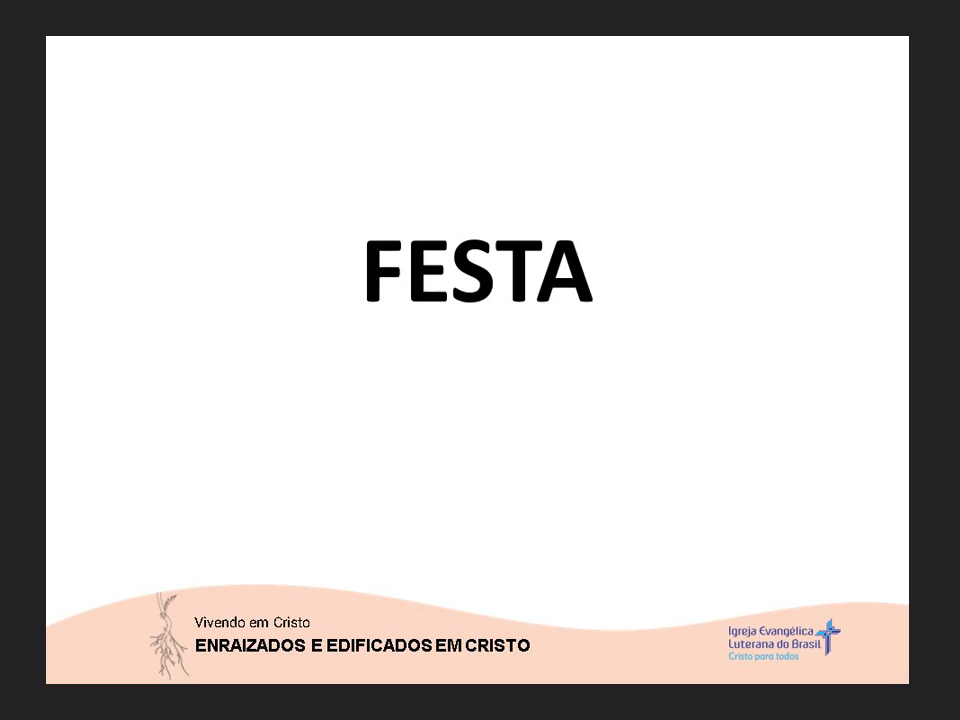 FESTA
Vivendo em Cristo
ENRAIZADOS E EDIFICADOS EM CRISTO
Igreja Evangélica
Luterana do Brasil
Cristo para todos